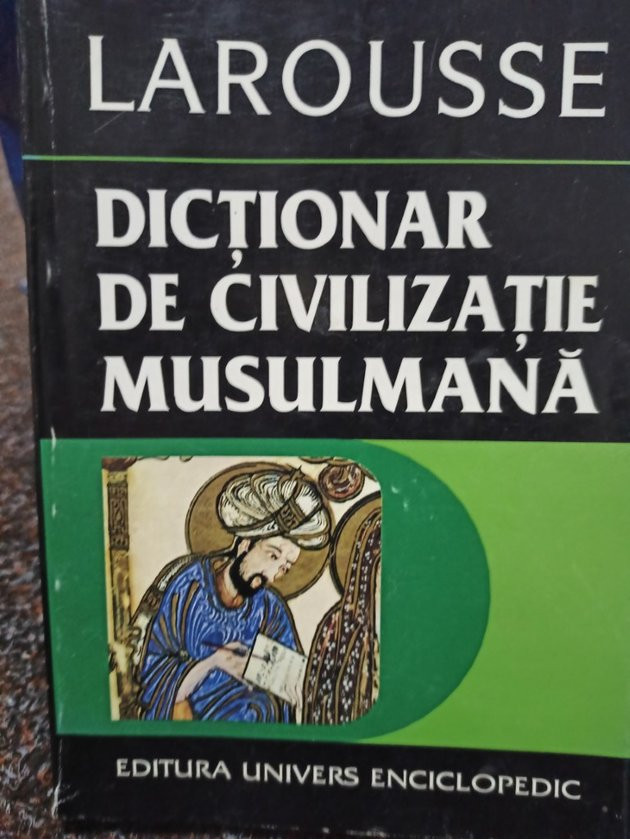 LAROUSSE
DICȚIONAR
DE CIVILIZAȚIE
MUSULMANĂ
EDITURA UNIVERS ENCICLOPEDIC